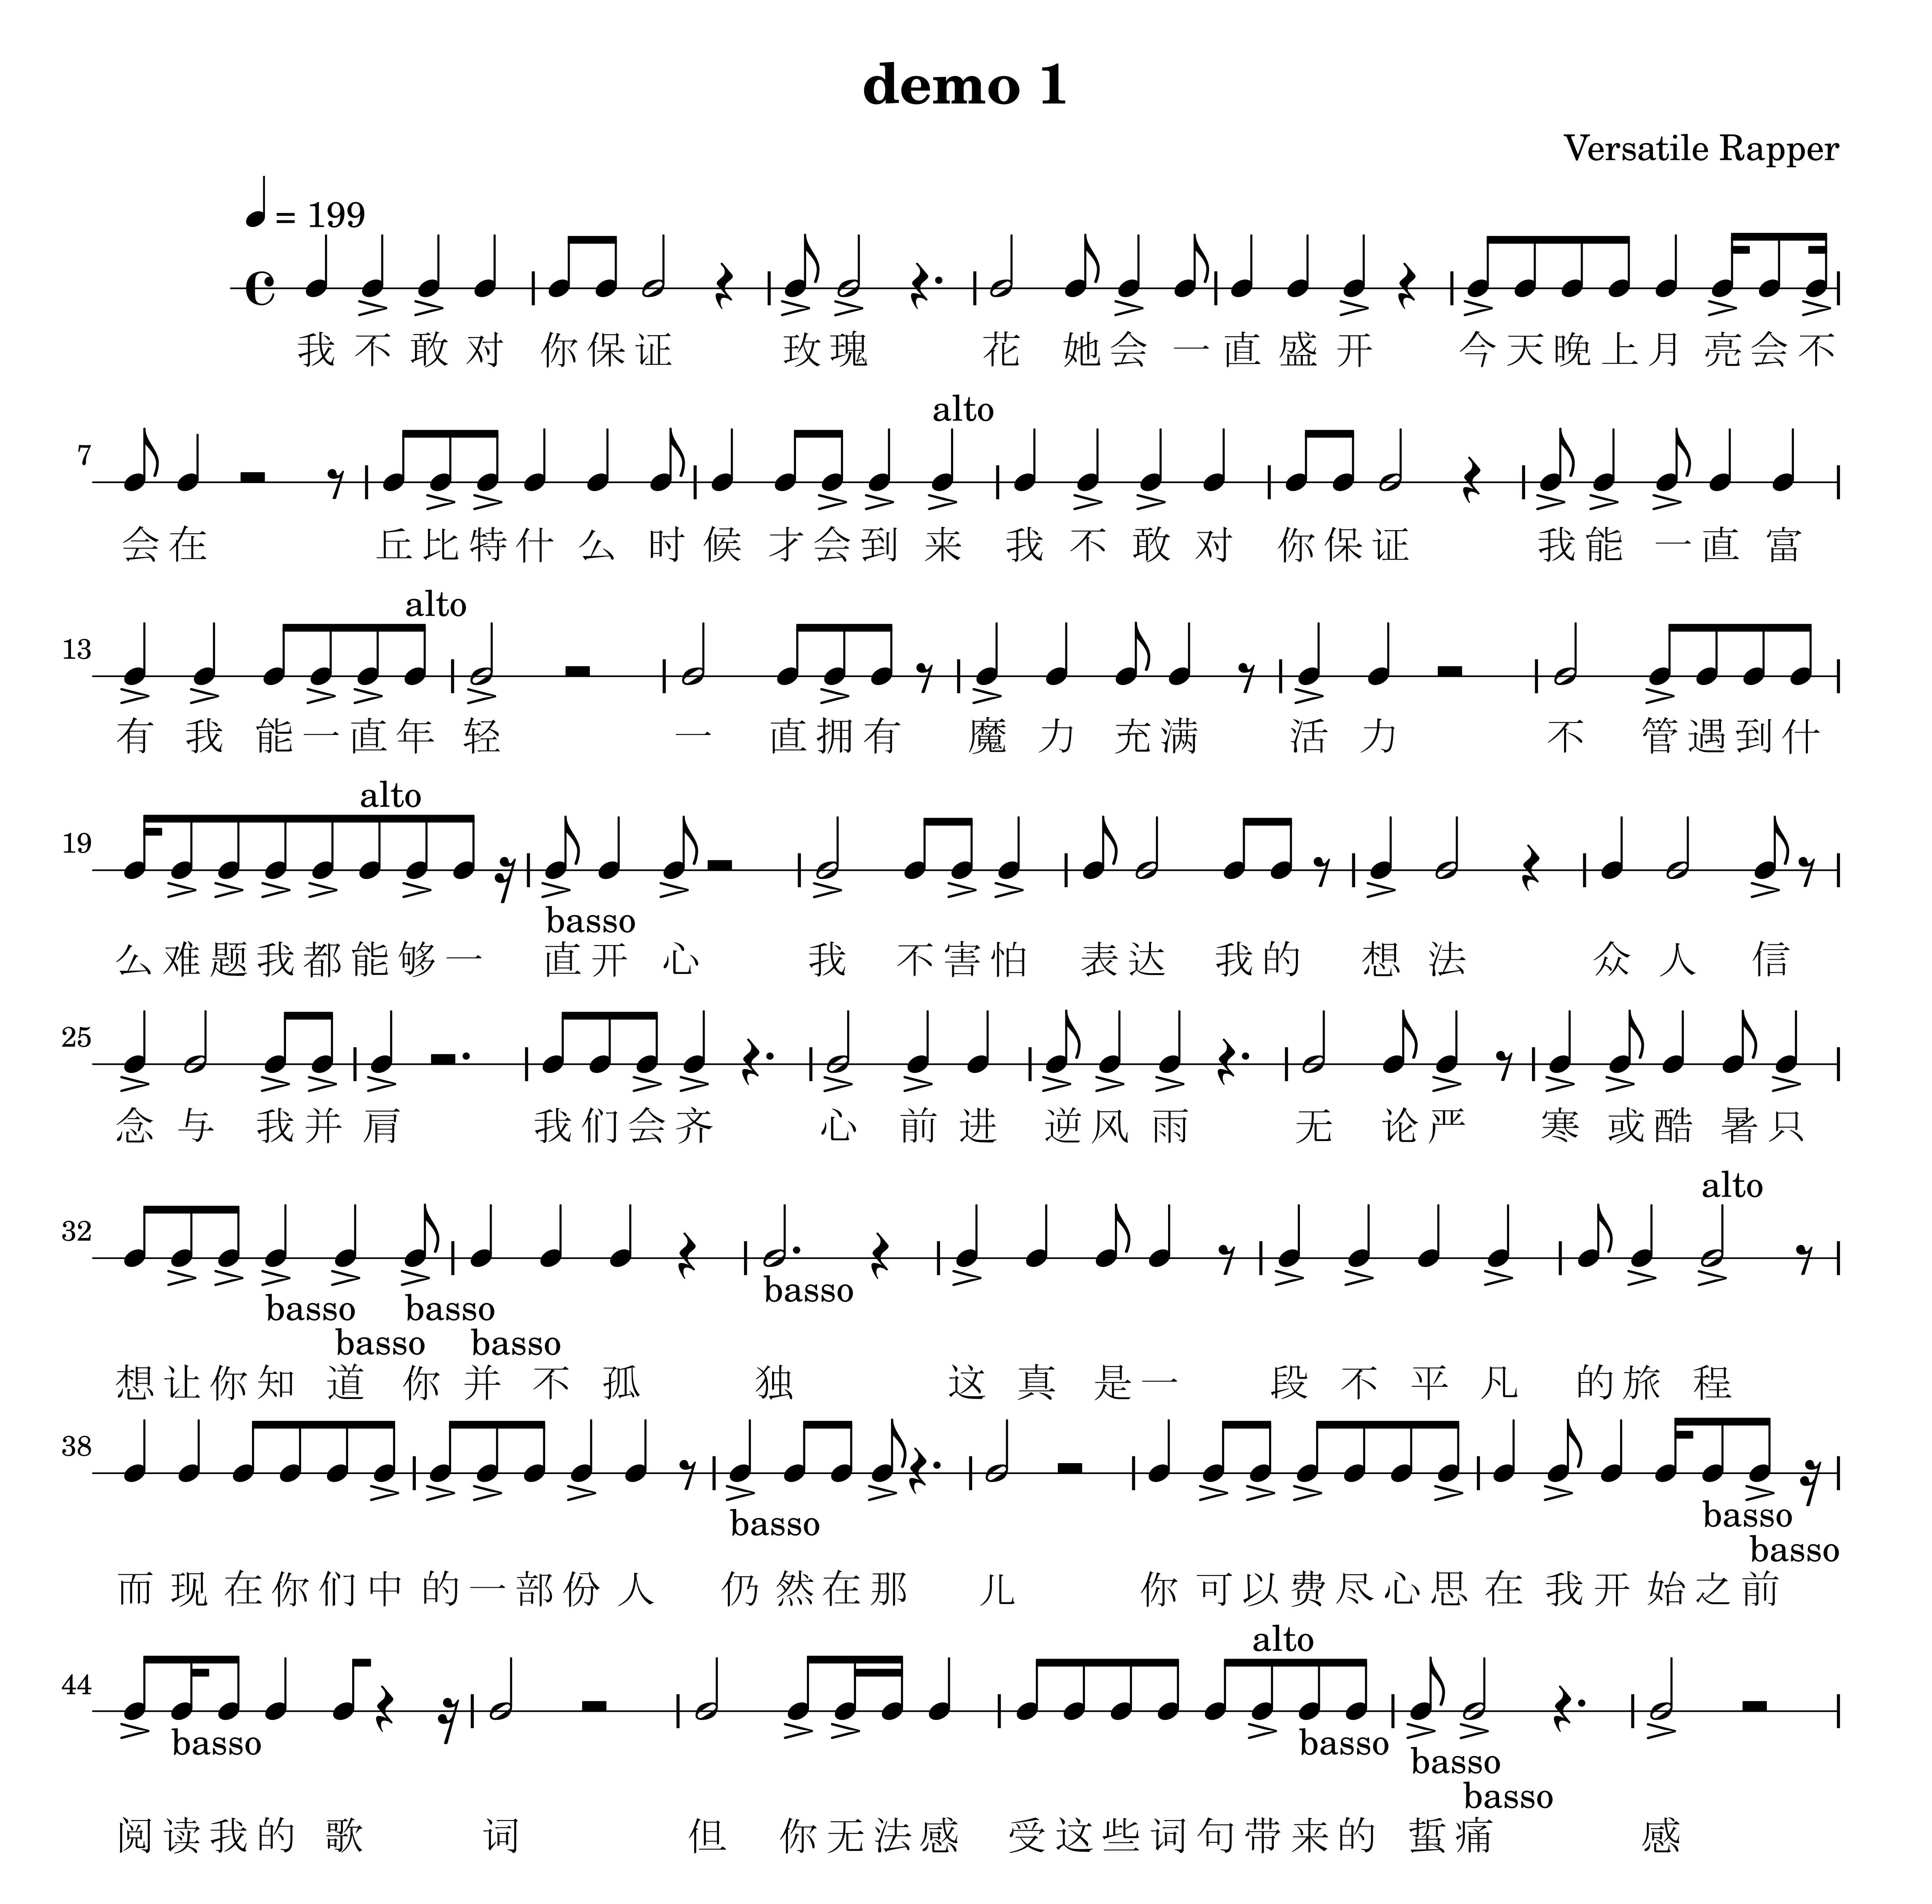 demo 1
Versatile Rapper
= 199
我 不 敢 对 你 保 证 玫 瑰 花 她 会 一 直 盛 开 今 天 晚 上 月 亮 会 不
alto
7
会 在 丘 比 特 什 么 时 候 才 会 到 来 我 不 敢 对 你 保 证 我 能 一 直 富
alto
13
有 我 能 一 直 年 轻 一 直 拥 有 魔 力 充 满 活 力 不 管 遇 到 什
alto
19
basso
么 难 题 我 都 能 够 一 直 开 心 我 不 害 怕 表 达 我 的 想 法 众 人 信
25
念 与 我 并 肩 我 们 会 齐 心 前 进 逆 风 雨 无 论 严 寒 或 酷 暑 只
alto
32
basso basso basso
basso basso
想 让 你 知 道 你 并 不 孤 独 这 真 是 一 段 不 平 凡 的 旅 程
38
basso basso
basso
而 现 在 你 们 中 的 一 部 份 人 仍 然 在 那 儿 你 可 以 费 尽 心 思 在 我 开 始 之 前
alto
44
basso basso basso
basso
阅 读 我 的 歌 词 但 你 无 法 感 受 这 些 词 句 带 来 的 蜇 痛 感